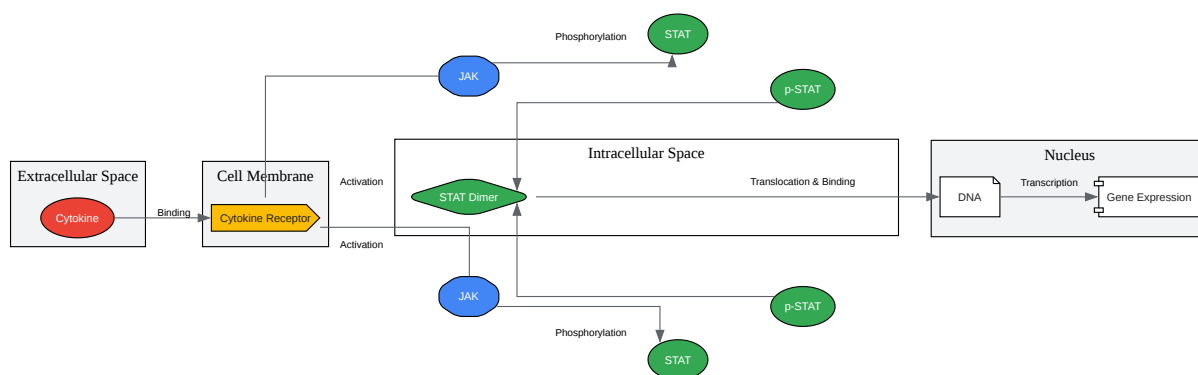 STAT
Phosphorylation
JAK
p-STAT
Intracellular Space
Nucleus
Extracellular Space
Cell Membrane
Activation
STAT Dimer
Translocation & Binding
DNA
Transcription
Gene Expression
Cytokine
Binding
Cytokine Receptor
Activation
JAK
p-STAT
Phosphorylation
STAT